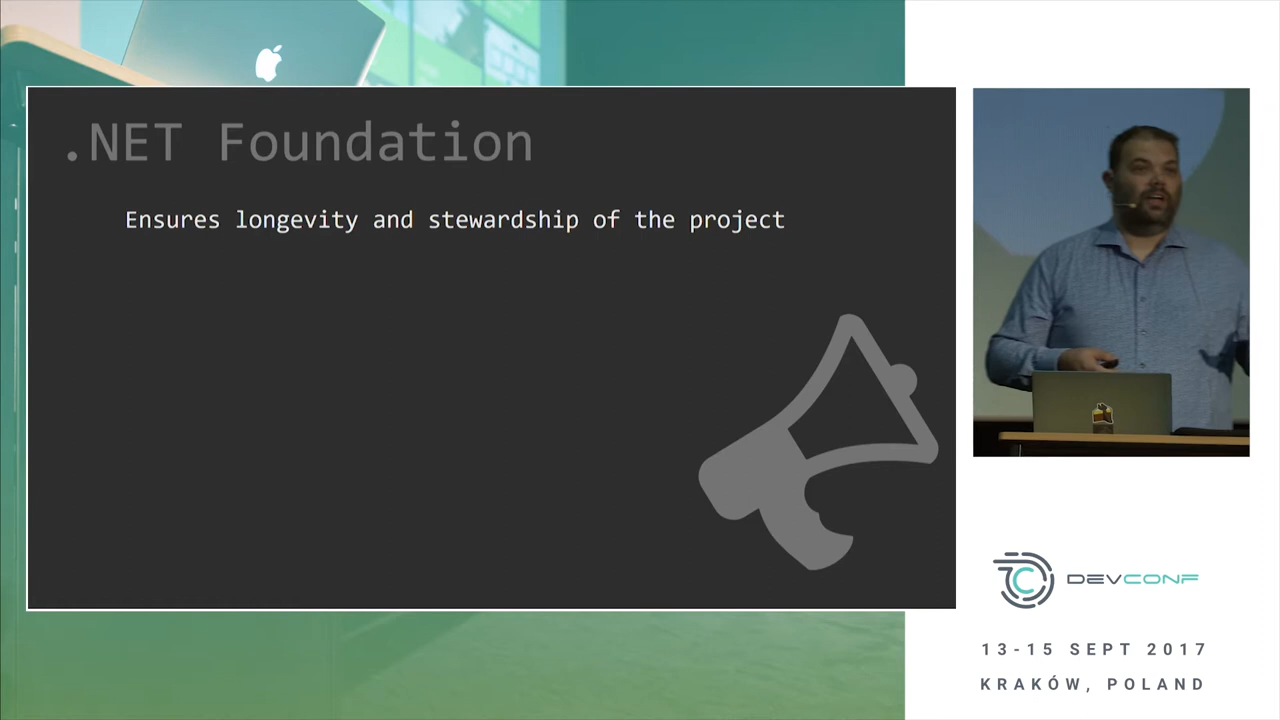 .NET Foundation
Ensures longevity and stewardship of the project
DEVCONF
13-15 SEPT 2017
KRAKÓW, POLAND